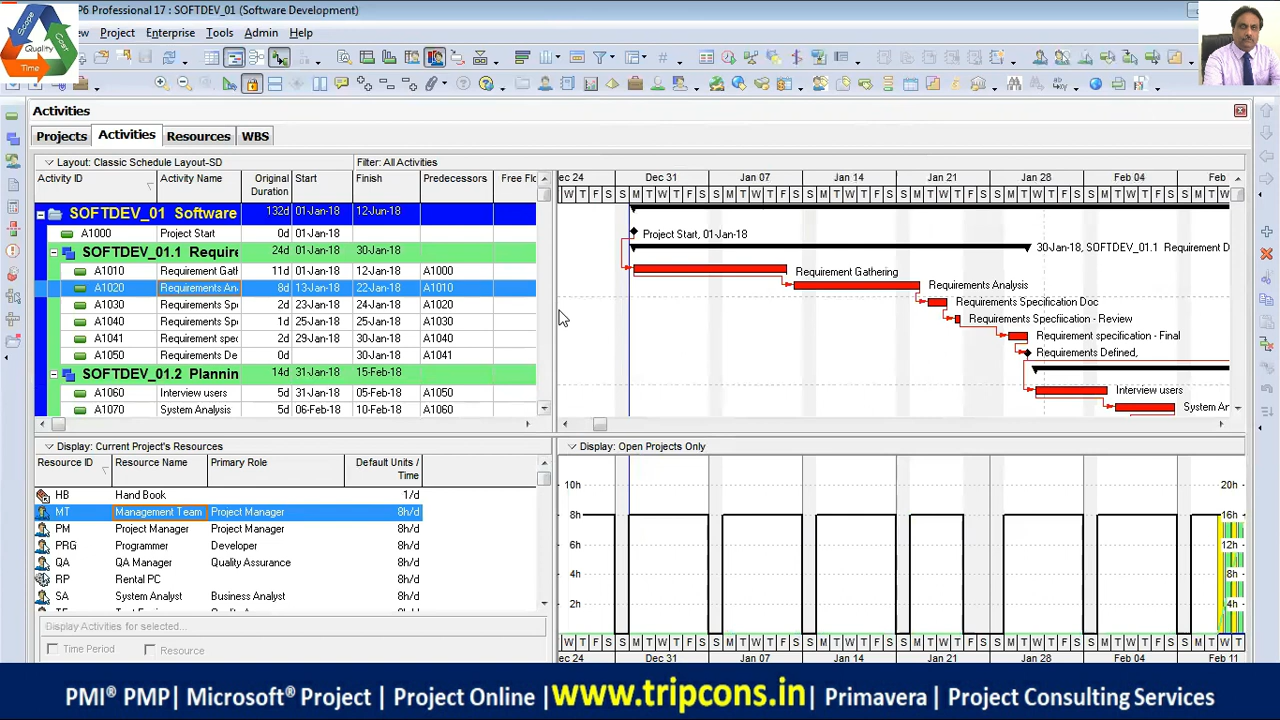 Scope
Quality
Cost
Time
P6 Professional 17 : SOFTDEV_01 (Software Development)
Project Enterprise Tools Admin Help
Activities
Projects Activities Resources WBS
Layout: Classic Schedule Layout-SD Filter: All Activities
Activity ID Activity Name Original Duration Start Finish Predecessors Free Flo
SOFTDEV_01 Software 132d 01-Jan-18 12-Jun-18
A1000 Project Start 0d 01-Jan-18
SOFTDEV_01.1 Require 24d 01-Jan-18 30-Jan-18
A1010 Requirement Gatl 11d 01-Jan-18 12-Jan-18 A1000
A1020 Requirements An 8d 13-Jan-18 22-Jan-18 A1010
A1030 Requirements Sp 2d 23-Jan-18 24-Jan-18 A1020
A1040 Requirements Sp 1d 25-Jan-18 25-Jan-18 A1030
A1041 Requirement spec 2d 29-Jan-18 30-Jan-18 A1040
A1050 Requirements De 0d 30-Jan-18 A1041
SOFTDEV_01.2 Plannin 14d 31-Jan-18 15-Feb-18
A1060 Interview users 5d 31-Jan-18 05-Feb-18 A1050
A1070 System Analysis 5d 06-Feb-18 10-Feb-18 A1060
ec 24 Dec 31 Jan 07 Jan 14 Jan 21 Jan 28 Feb 04 Feb
W T F S S M T W T F S S M T W T F S S M T W T F S S M T W T F S S M T W T F S S M T W T F S S M T W T
Project Start, 01-Jan-18
30-Jan-18, SOFTDEV_01.1 Requirement D
Requirement Gathering
Requirements Analysis
Requirements Specification Doc
Requirements Specfiication - Review
Requirement specification - Final
Requirements Defined,
Interview users
System Ar
Display: Current Project's Resources
Resource ID Resource Name Primary Role Default Units / Time
HB Hand Book 1/d
MT Management Team Project Manager 8h/d
PM Project Manager Project Manager 8h/d
PRG Programmer Developer 8h/d
QA QA Manager Quality Assurance 8h/d
RP Rental PC 8h/d
SA System Analyst Business Analyst 8h/d
Display Activities for selected...
Time Period Resource
Display: Open Projects Only
10h 20h
8h 16h
6h 12h
4h 8h
2h 4h
W T F S S M T W T F S S M T W T F S S M T W T F S S M T W T F S S M T W T F S S M T W T F S S M T W T
ec 24 Dec 31 Jan 07 Jan 14 Jan 21 Jan 28 Feb 04 Feb 11
PMI® PMP| Microsoft® Project | Project Online |www.tripcons.in| Primavera | Project Consulting Services